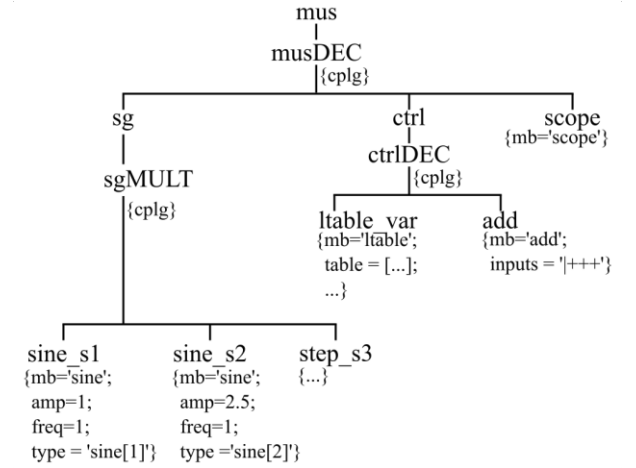 mus
musDEC
{cplg}
sg ctrl scope
{mb='scope'}
ctrlDEC
sgMULT {cplg}
{cplg}
ltable_var add
{mb='ltable'; {mb='add';
table = [...]; inputs = '|+++'}
...}
sine_s1 sine_s2 step_s3
{mb='sine'; {mb='sine'; {...}
amp=1; amp=2.5;
freq=1; freq=1;
type = 'sine[1]'} type ='sine[2]'}